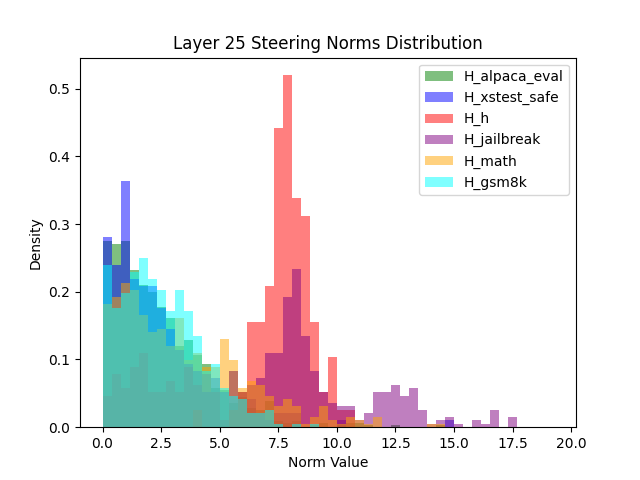 Layer 25 Steering Norms Distribution
H_alpaca_eval
H_xstest_safe
H_h
H_jailbreak
H_math
H_gsm8k
Density
0.5
0.4
0.3
0.2
0.1
0.0
0.0 2.5 5.0 7.5 10.0 12.5 15.0 17.5 20.0
Norm Value